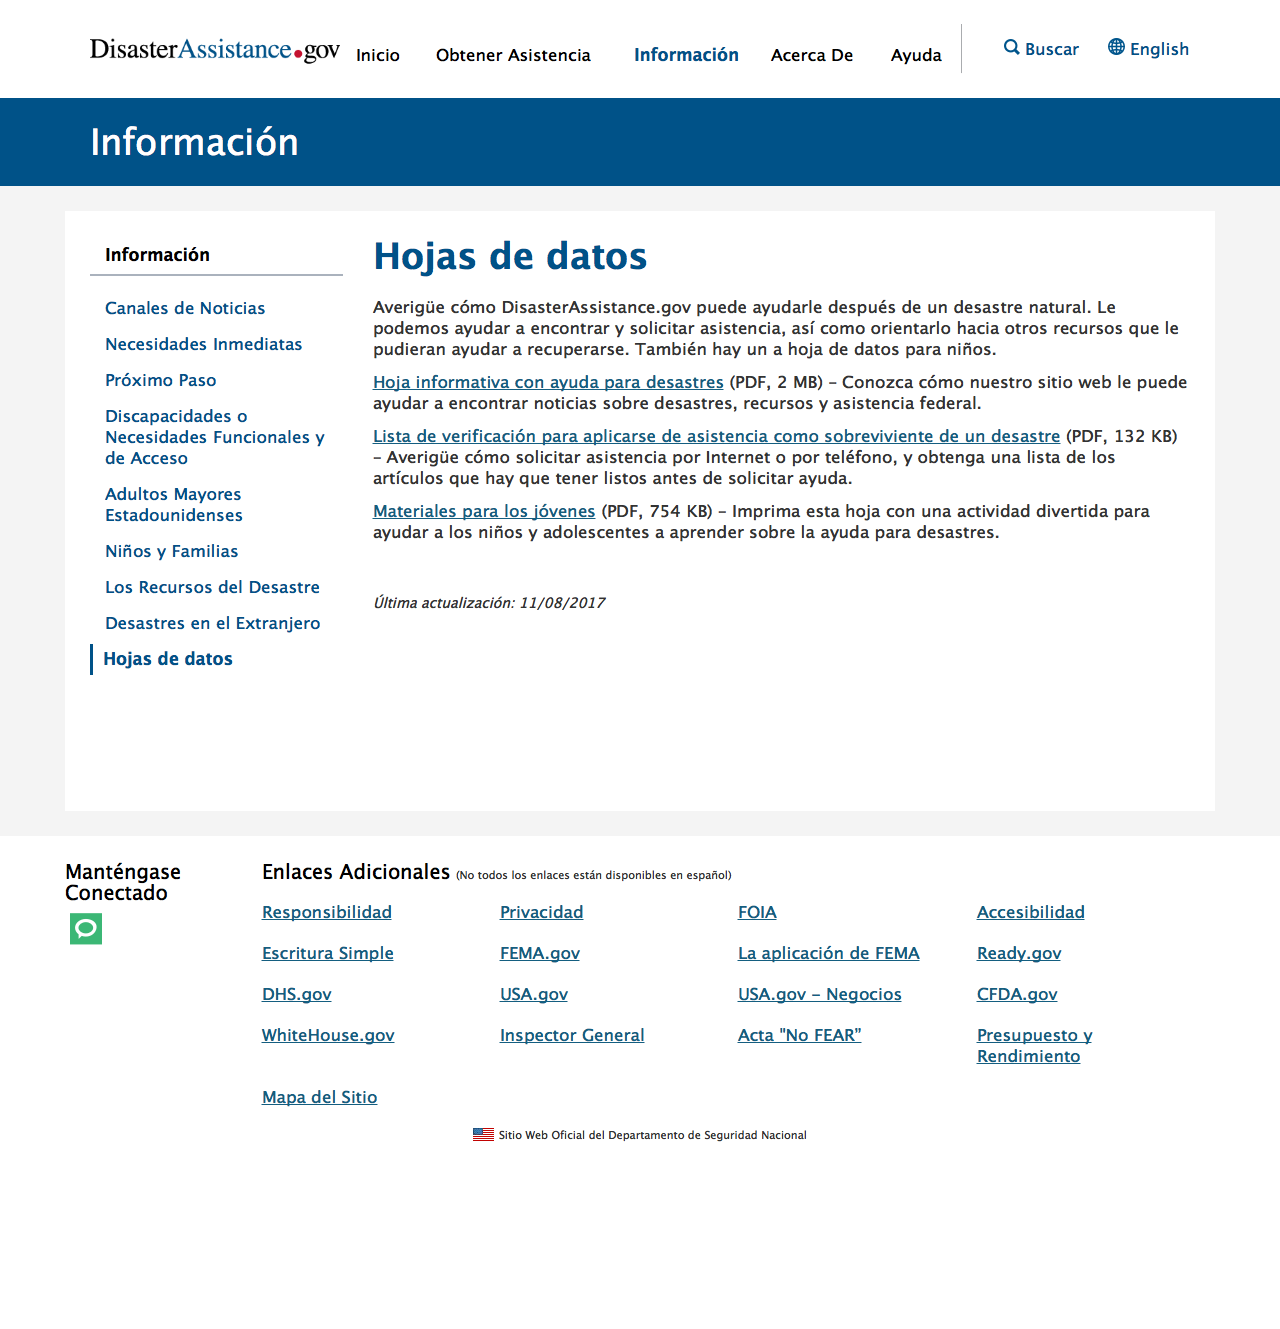 DisasterAssistance.gov
Inicio
Obtener Asistencia
Información
Acerca De
Ayuda
Buscar
English
Información
Información
Canales de Noticias
Necesidades Inmediatas
Próximo Paso
Discapacidades o
Necesidades Funcionales y
de Acceso
Adultos Mayores
Estadounidenses
Niños y Familias
Los Recursos del Desastre
Desastres en el Extranjero
Hojas de datos
Hojas de datos
Averigüe cómo DisasterAssistance.gov puede ayudarle después de un desastre natural. Le
podemos ayudar a encontrar y solicitar asistencia, así como orientarlo hacia otros recursos que le
pudieran ayudar a recuperarse. También hay un a hoja de datos para niños.
Hoja informativa con ayuda para desastres (PDF, 2 MB) – Conozca cómo nuestro sitio web le puede
ayudar a encontrar noticias sobre desastres, recursos y asistencia federal.
Lista de verificación para aplicarse de asistencia como sobreviviente de un desastre (PDF, 132 KB)
– Averigüe cómo solicitar asistencia por Internet o por teléfono, y obtenga una lista de los
artículos que hay que tener listos antes de solicitar ayuda.
Materiales para los jóvenes (PDF, 754 KB) – Imprima esta hoja con una actividad divertida para
ayudar a los niños y adolescentes a aprender sobre la ayuda para desastres.
Última actualización: 11/08/2017
Manténgase
Conectado
Enlaces Adicionales (No todos los enlaces están disponibles en español)
Responsibilidad
Privacidad
FOIA
Accesibilidad
Escritura Simple
FEMA.gov
La aplicación de FEMA
Ready.gov
DHS.gov
USA.gov
USA.gov – Negocios
CFDA.gov
WhiteHouse.gov
Inspector General
Acta "No FEAR”
Presupuesto y
Rendimiento
Mapa del Sitio
Sitio Web Oficial del Departamento de Seguridad Nacional